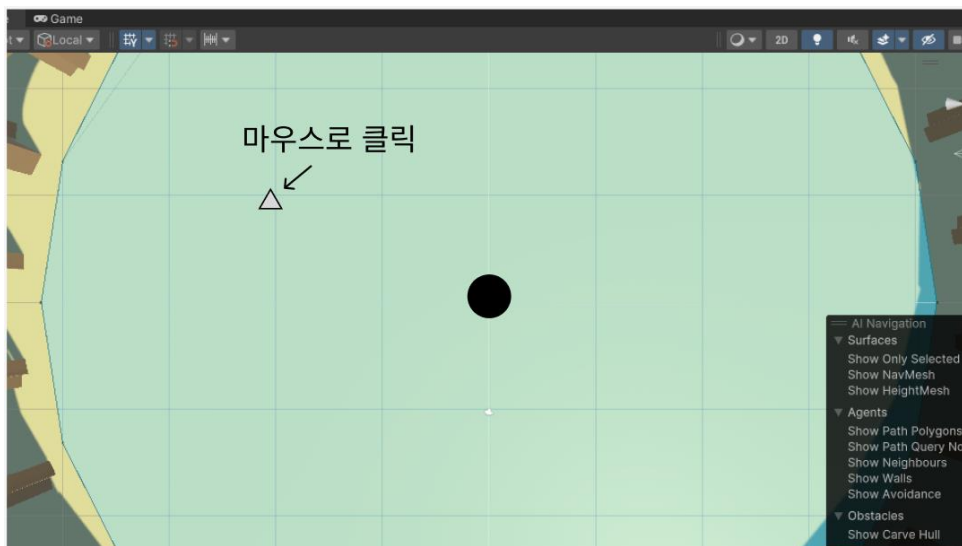 Game
Local
2D
마우스로 클릭
AI Navigation
Surfaces
Show Only Selected
Show NavMesh
Show HeightMesh
Agents
Show Path Polygons
Show Path Query No
Show Neighbours
Show Walls
Show Avoidance
Obstacles
Show Carve Hull